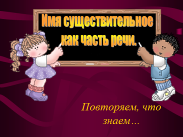 Имя существительное
как часть речи.
Повторяем, что
знаем…